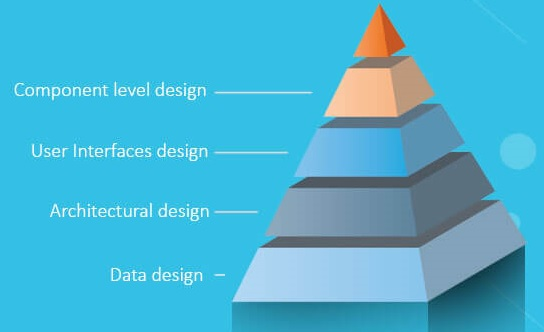 Component level design
User Interfaces design
Architectural design
Data design